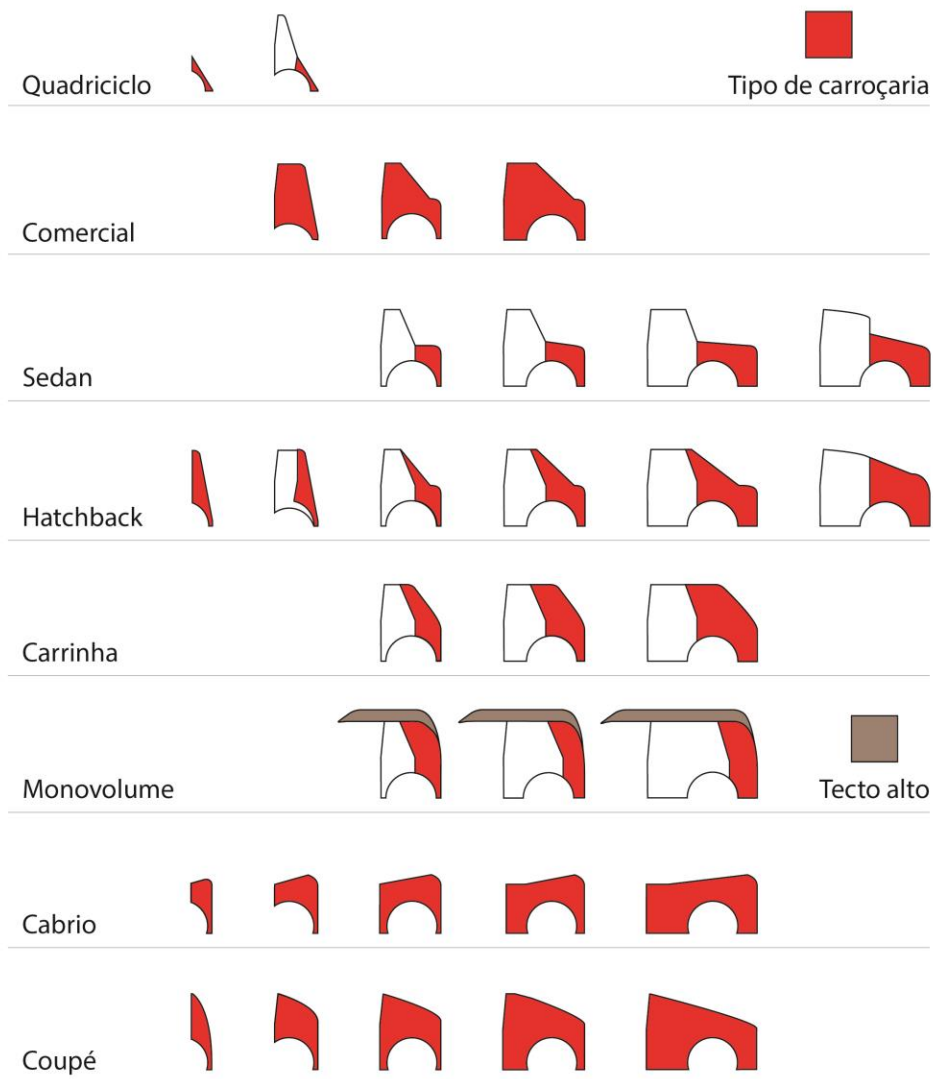 Quadriciclo
Tipo de carroçaria
Comercial
Sedan
Hatchback
Carrinha
Monovolume
Tecto alto
Cabrio
Coupé